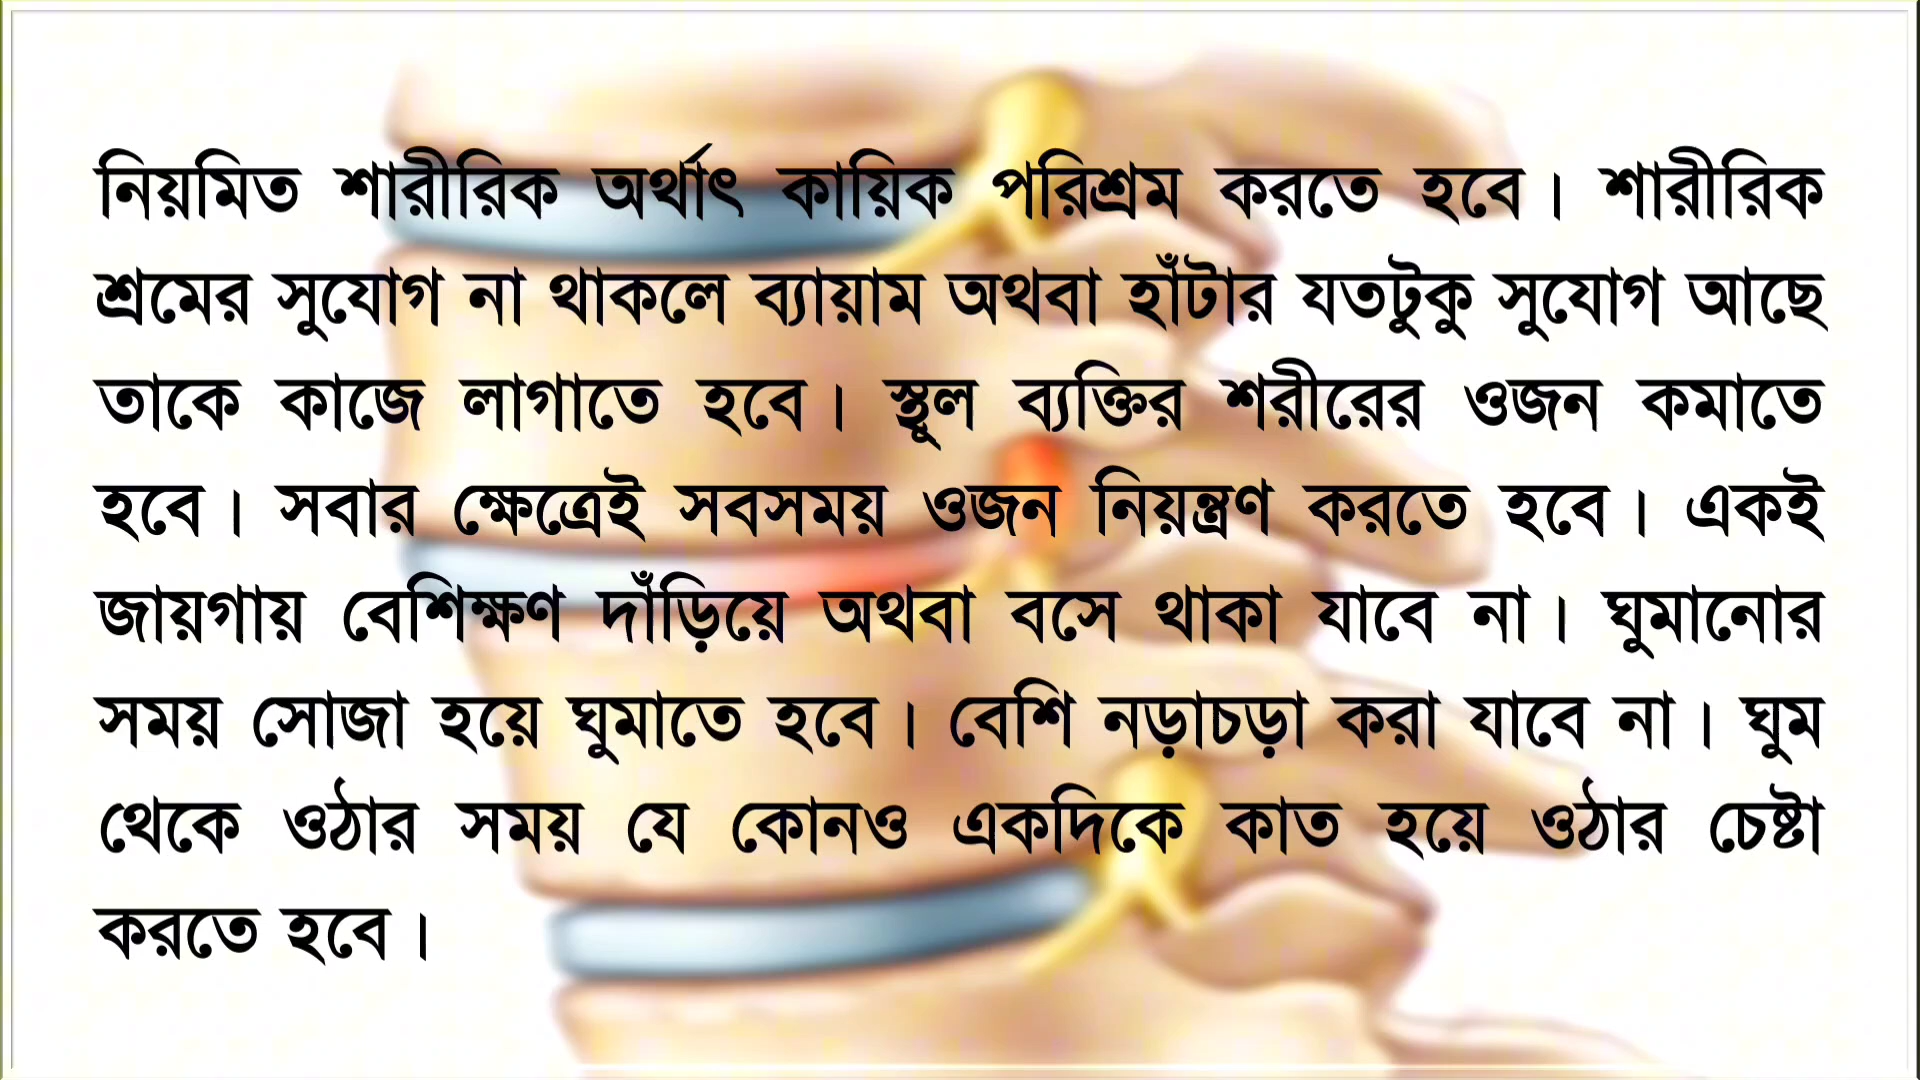 নিয়মিত শারীরিক অর্থাৎ কায়িক পরিশ্রম করতে হবে। শারীরিক
শ্রমের সুযোগ না থাকলে ব্যায়াম অথবা হাঁটার যতটুকু সুযোগ আছে
তাকে কাজে লাগাতে হবে। স্থূল ব্যক্তির শরীরের ওজন কমাতে
হবে। সবার ক্ষেত্রেই সবসময় ওজন নিয়ন্ত্রণ করতে হবে। একই
জায়গায় বেশিক্ষণ দাঁড়িয়ে অথবা বসে থাকা যাবে না। ঘুমানোর
সময় সোজা হয়ে ঘুমাতে হবে। বেশি নড়াচড়া করা যাবে না। ঘুম
থেকে ওঠার সময় যে কোনও একদিকে কাত হয়ে ওঠার চেষ্টা
করতে হবে।